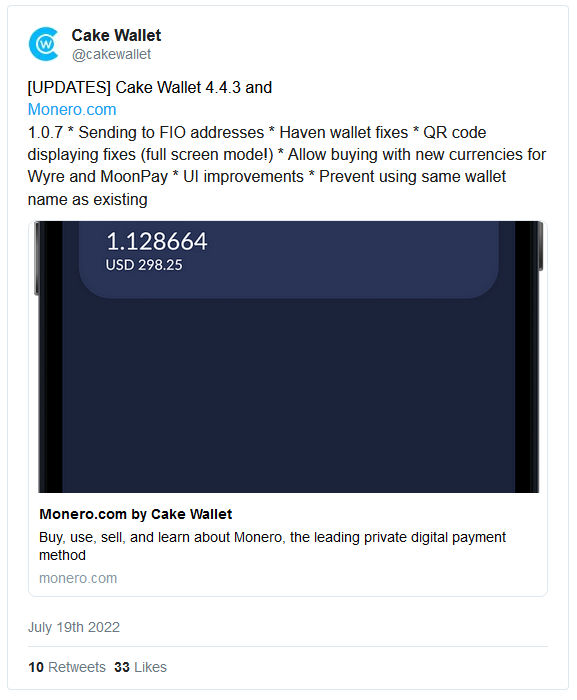 Cake Wallet
@cakewallet
[UPDATES] Cake Wallet 4.4.3 and
Monero.com
1.0.7 * Sending to FIO addresses * Haven wallet fixes * QR code
displaying fixes (full screen mode!) * Allow buying with new currencies for
Wyre and MoonPay * UI improvements * Prevent using same wallet
name as existing
1.128664
USD 298.25
Monero.com by Cake Wallet
Buy, use, sell, and learn about Monero, the leading private digital payment
method
monero.com
July 19th 2022
10 Retweets 33 Likes